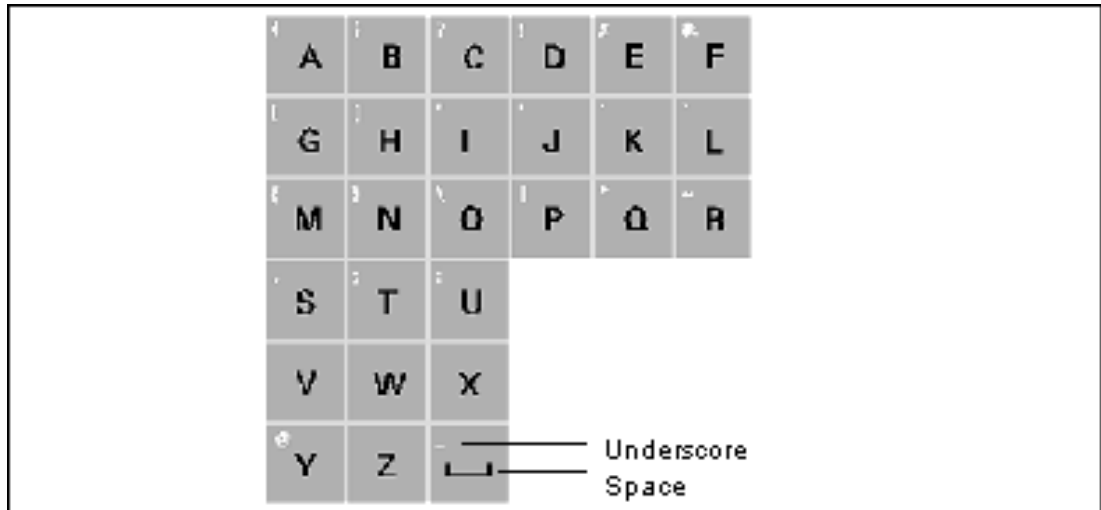 A B C D E F
G H I J K L
M N O P Q R
S T U
V W X
@ Y Z _
Underscore
Space